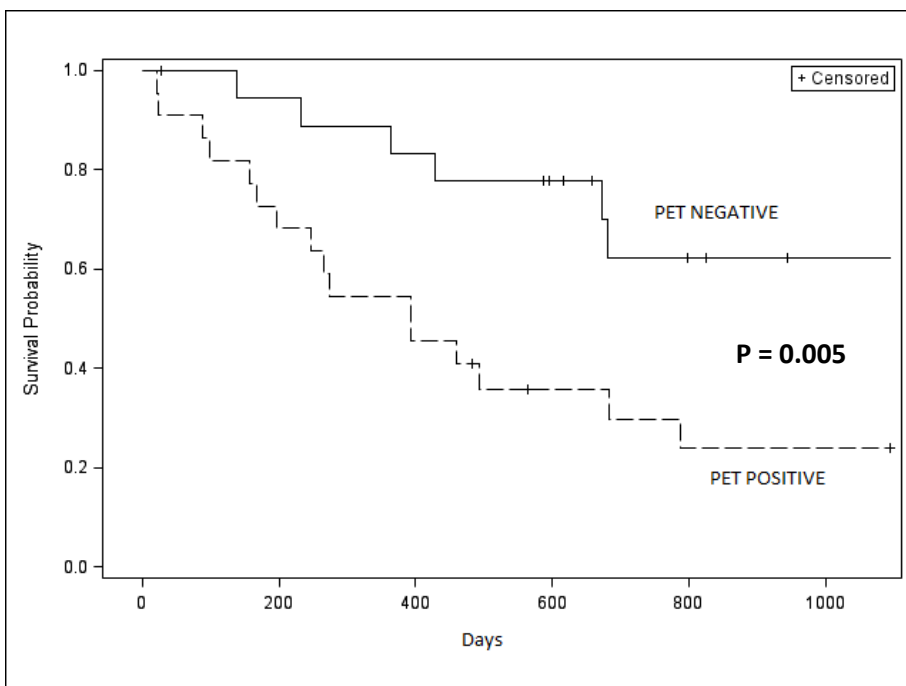 1.0
0.8
0.6
0.4
0.2
0.0
Survival Probability
+ Censored
PET NEGATIVE
P = 0.005
PET POSITIVE
0 200 400 600 800 1000
Days